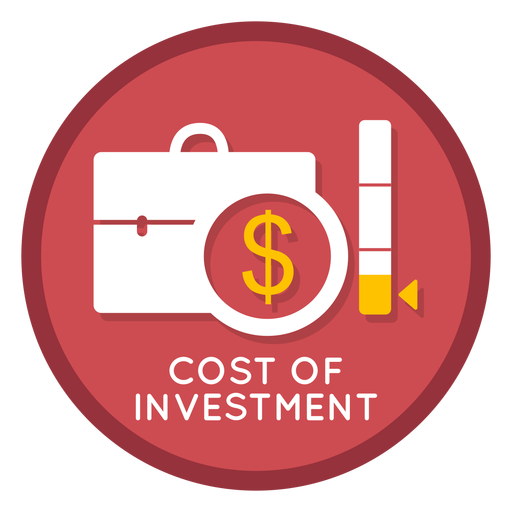 $
COST OF
INVESTMENT